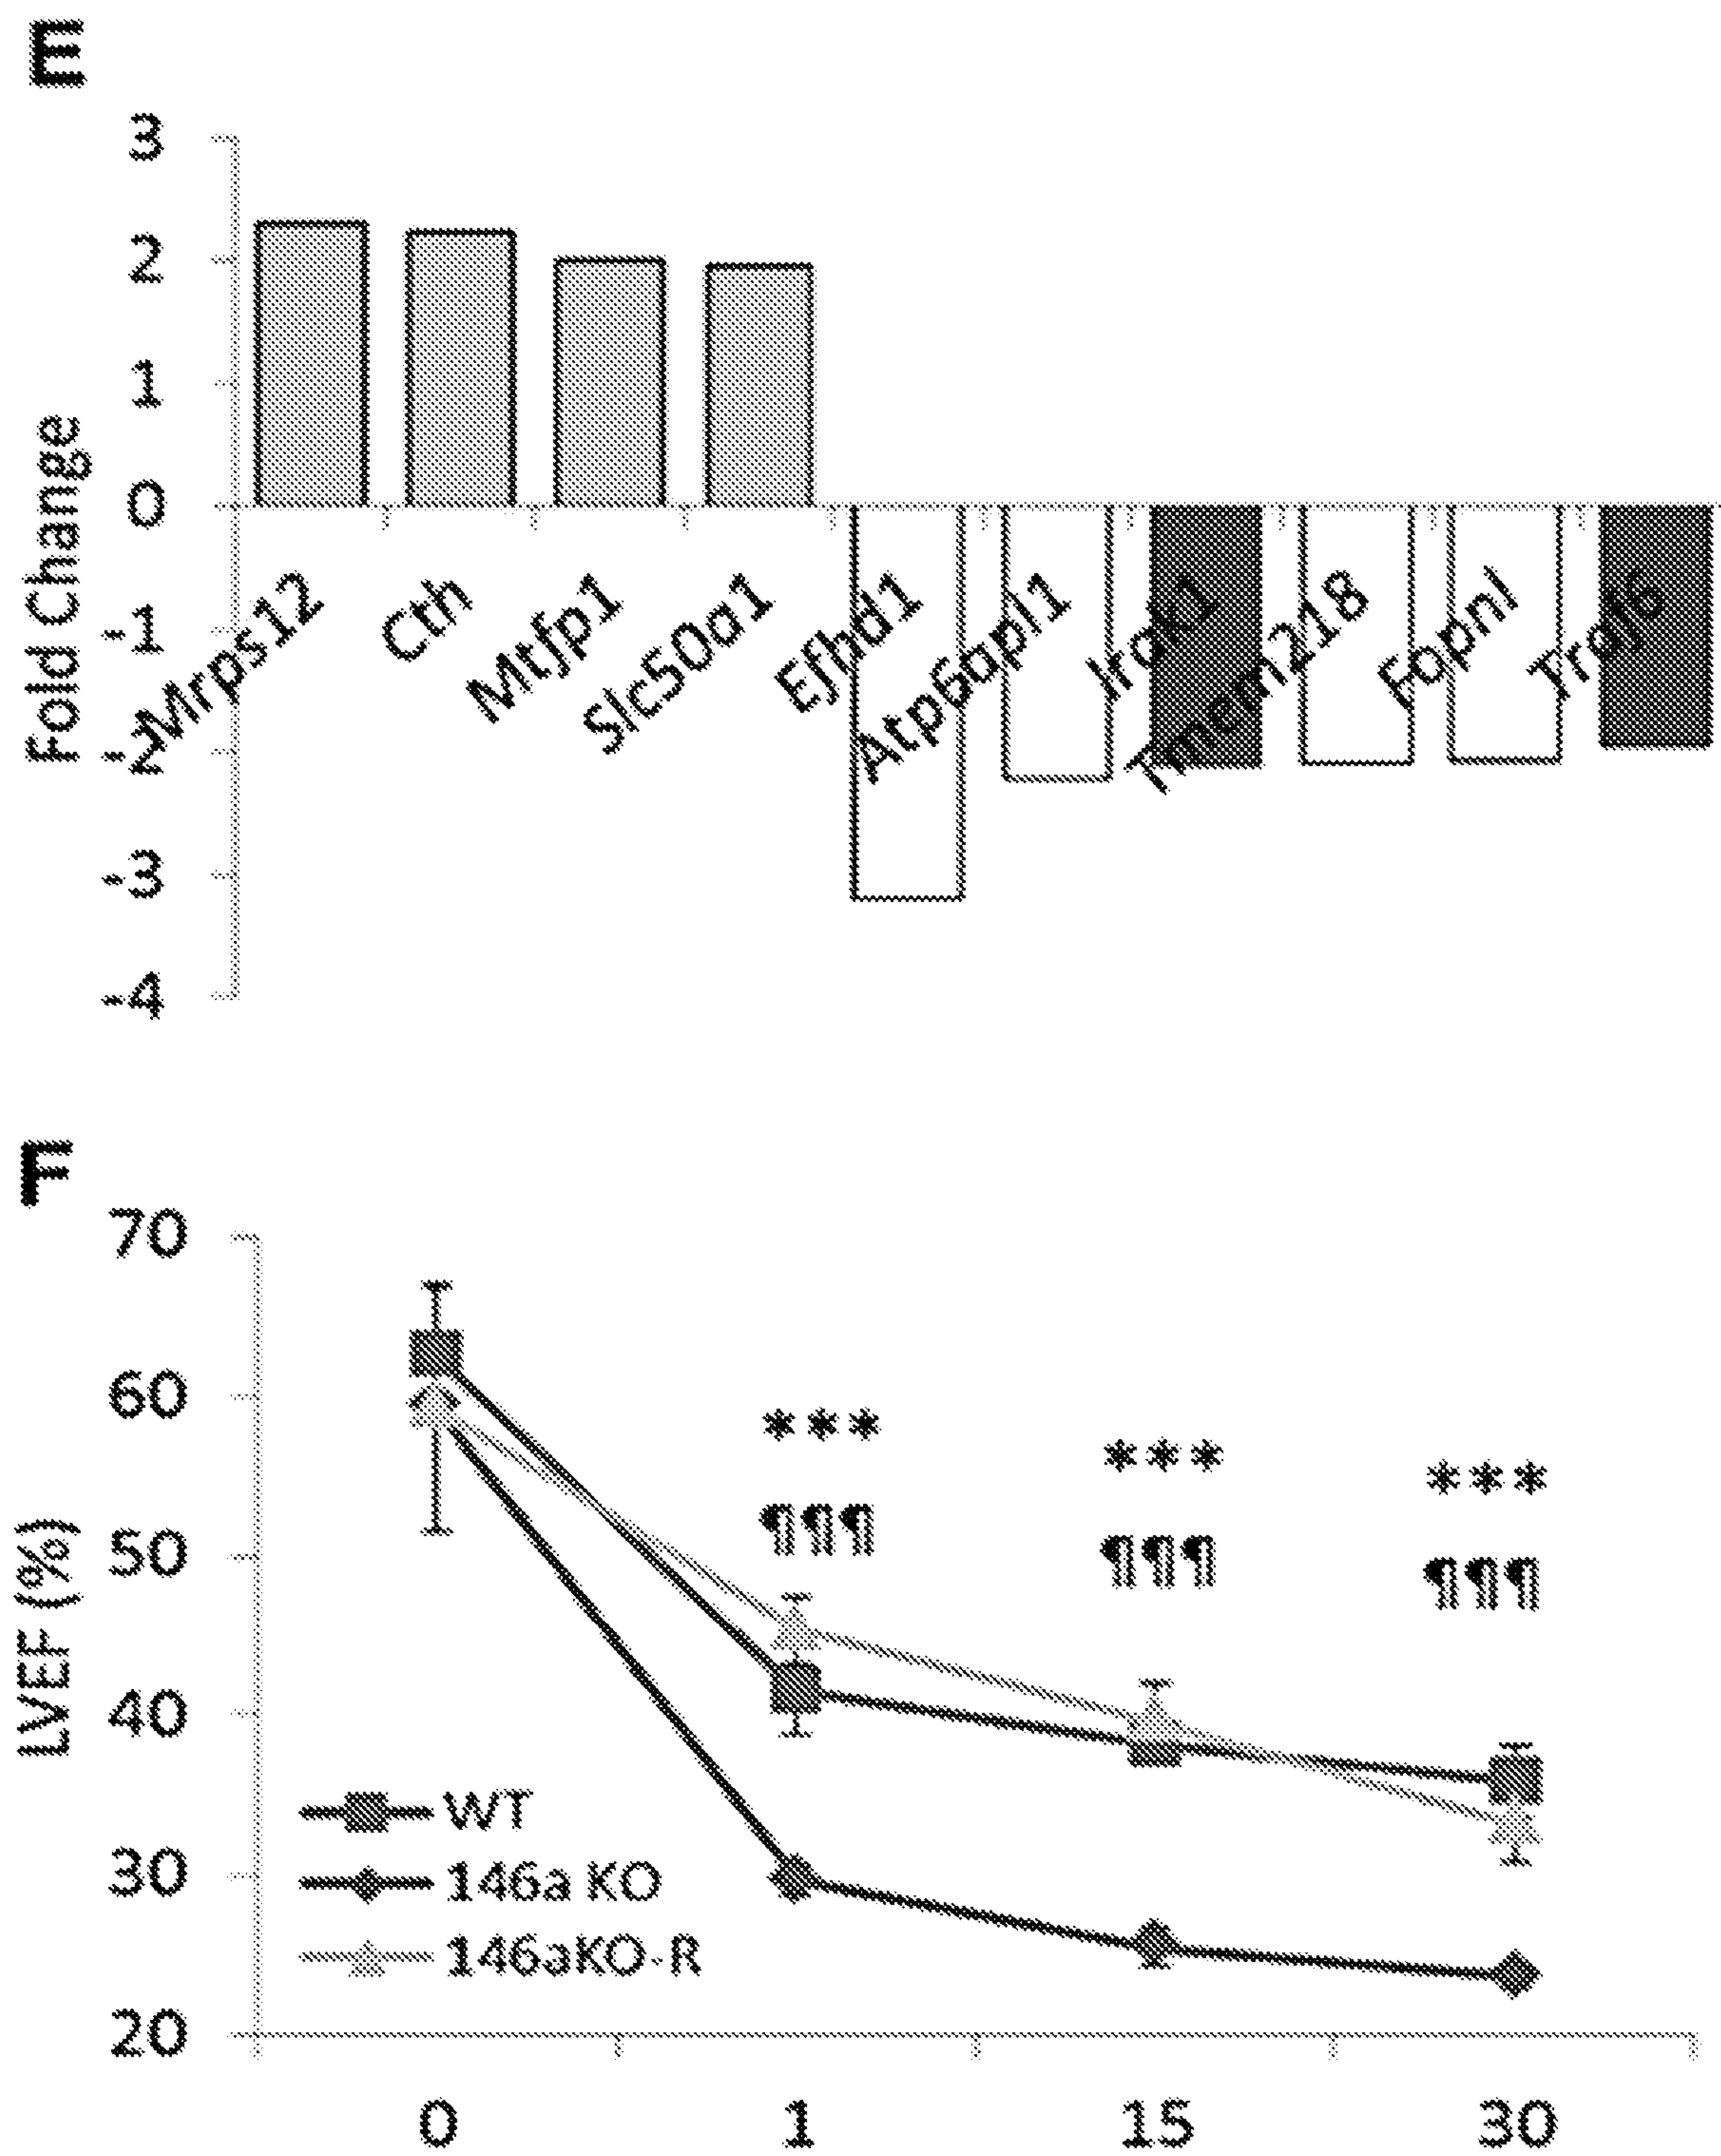 E
3
2
1
0
-1
-2
-3
-4
Fold Change
Mrps12
Cth
Mtfp1
Slc50a1
Efhd1
Atp6apl1
Irak1
Tmem218
Fopnl
Traf6
F
70
60
50
40
30
20
LVEF (%)
***
***
***
¶¶¶
¶¶¶
¶¶¶
WT
146a KO
146aKO-R
0 1 15 30